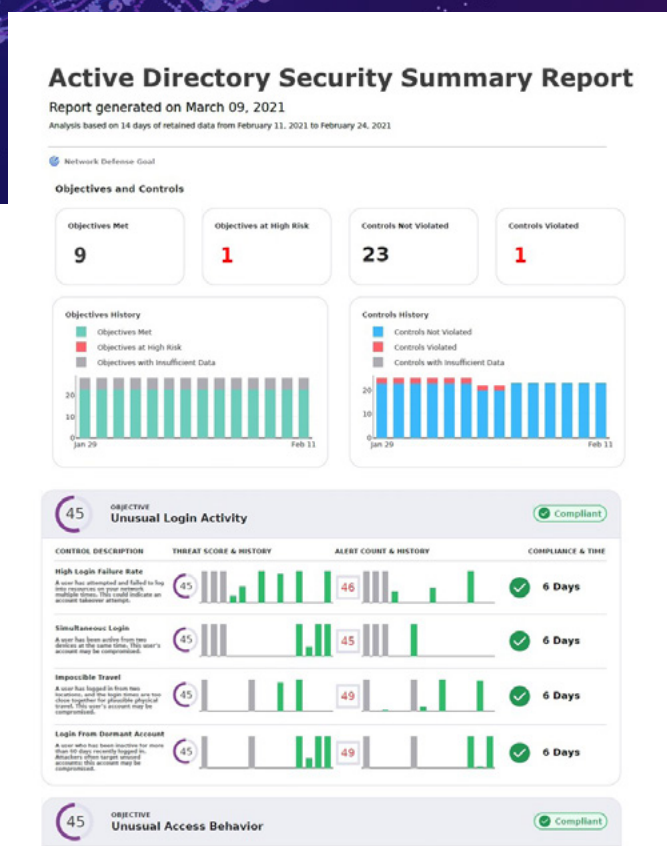 Active Directory Security Summary Report
Report generated on March 09, 2021
Analysis based on 14 days of retained data from February 11, 2021 to February 24, 2021
Network Defense Goal
Objectives and Controls
Objectives Met
Objectives at High Risk
Controls Not Violated
Controls Violated
9
1
23
1
Objectives History
Objectives Met
Objectives at High Risk
Objectives with Insufficient Data
20
10
0
Jan 29
Feb 11
Controls History
Controls Not Violated
Controls Violated
Controls with Insufficient Data
20
10
0
Jan 29
Feb 11
45
OBJECTIVE
Unusual Login Activity
Compliant
CONTROL DESCRIPTION THREAT SCORE & HISTORY ALERT COUNT & HISTORY COMPLIANCE & TIME
High Login Failure Rate
A user has attempted and failed to log
into resources on your network
multiple times. This could indicate an
account takeover attempt.
45
46
6 Days
Simultaneous Login
A user has been active from two
devices at the same time. This user's
account may be compromised.
45
45
6 Days
Impossible Travel
A user has logged in from two
locations, and the login times are too
close together for plausible physical
travel. This user's account may be
compromised.
45
49
6 Days
Login From Dormant Account
A user who has been inactive for more
than 60 days recently logged in.
Attackers often target unused
accounts; this account may be
compromised.
45
49
6 Days
45
OBJECTIVE
Unusual Access Behavior
Compliant